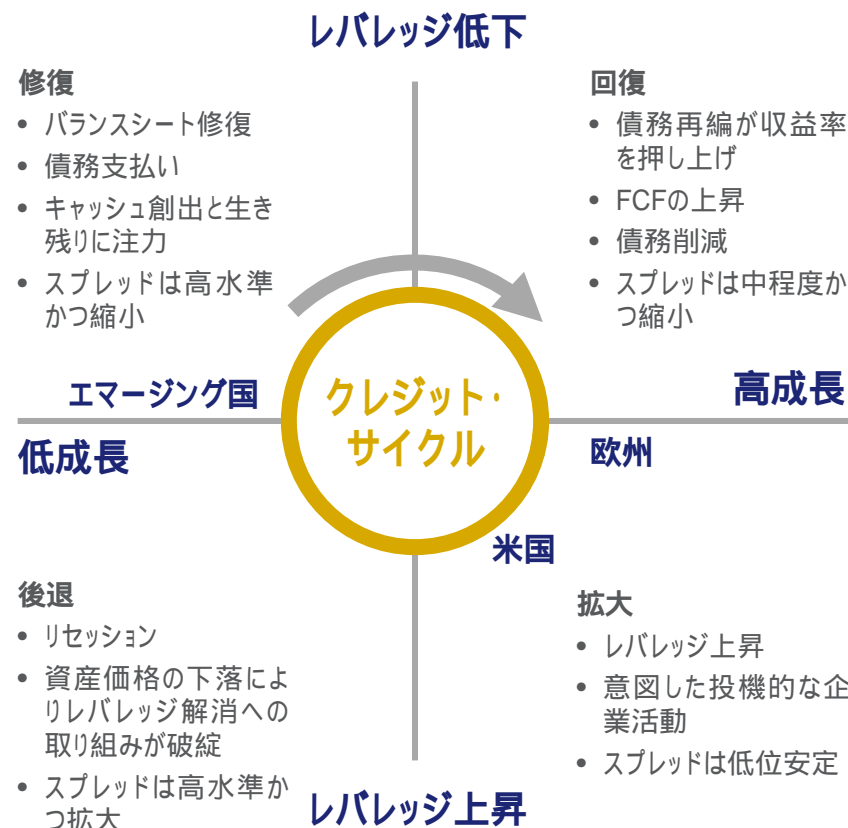 レバレッジ低下
修復
• バランスシート修復
• 債務支払い
• キャッシュ創出と生き
残りに注力
• スプレッドは高水準
かつ縮小
回復
• 債務再編が収益率
を押し上げ
• FCFの上昇
• 債務削減
• スプレッドは中程度か
つ縮小
エマージング国
高成長
クレジット・
サイクル
低成長
欧州
米国
後退
• リセッション
• 資産価格の下落によ
りレバレッジ解消への
取り組みが破綻
• スプレッドは高水準か
つ拡大
拡大
• レバレッジ上昇
• 意図した投機的な企
業活動
• スプレッドは低位安定
レバレッジ上昇